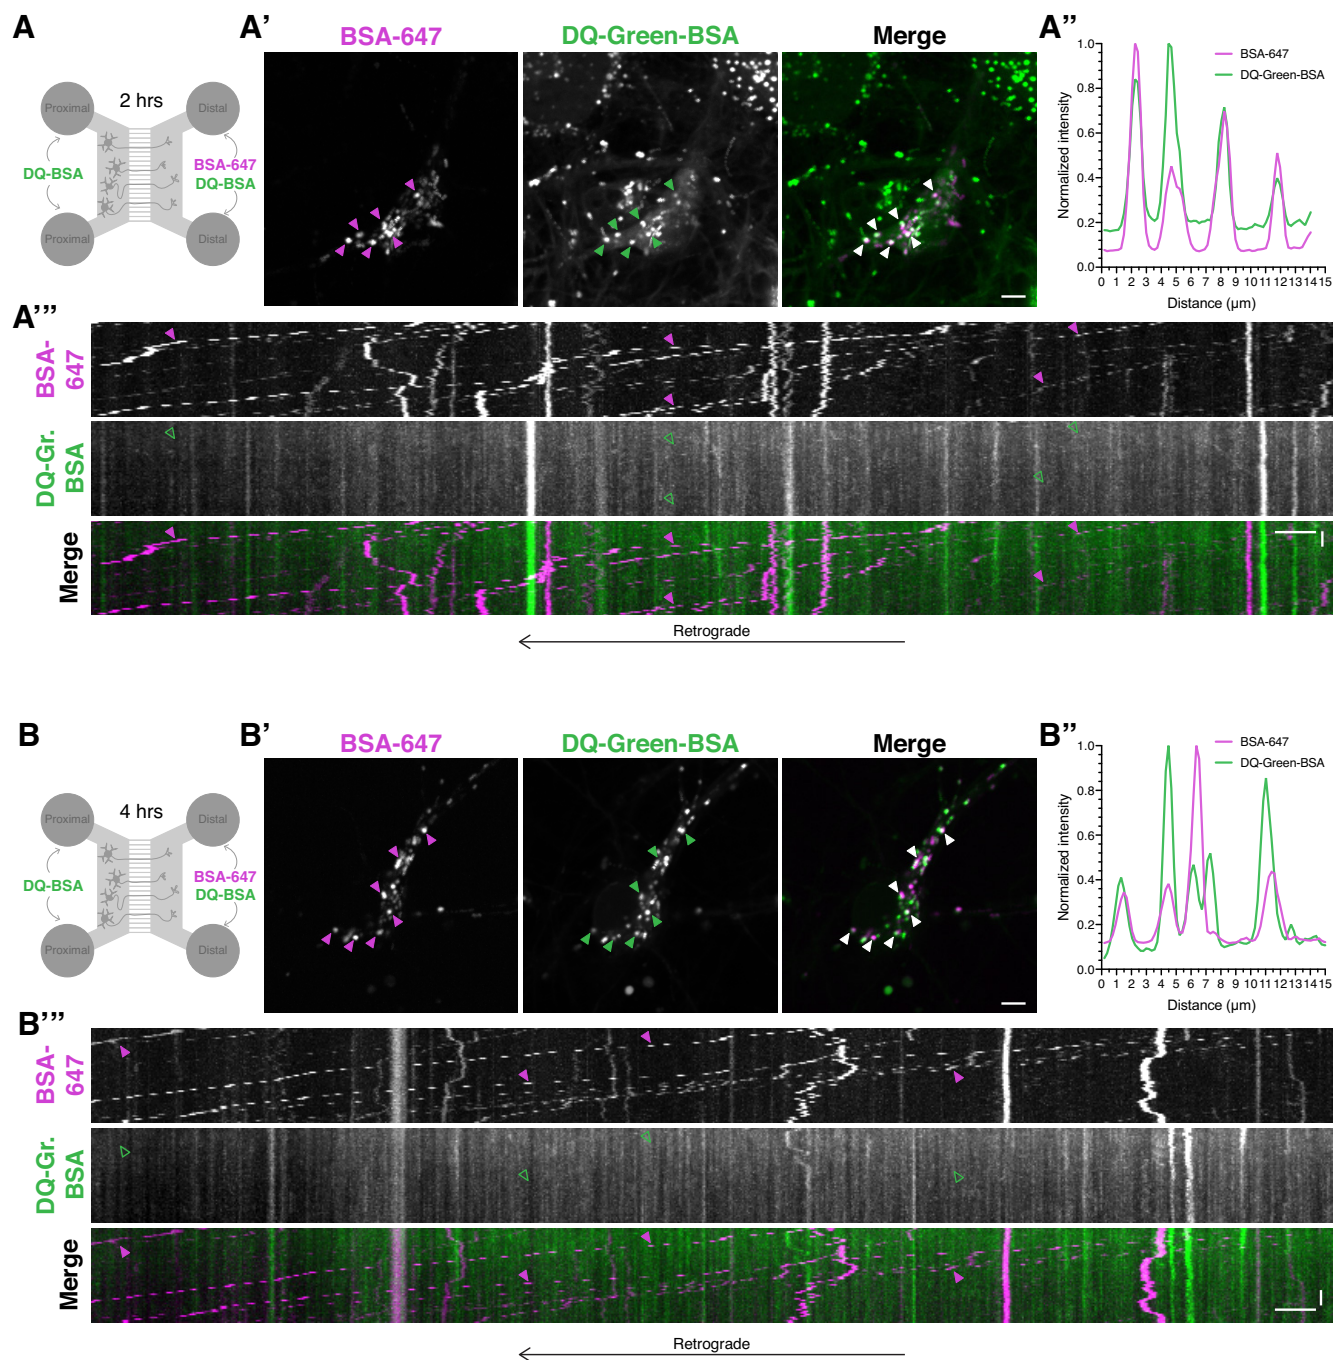 A
Proximal
2 hrs
Distal
DQ-BSA
BSA-647
DQ-BSA
Proximal
Distal
A'
BSA-647
DQ-Green-BSA
Merge
A"
1.0
0.8
0.6
0.4
0.2
0.0
Normalized intensity
BSA-647
DQ-Green-BSA
0 1 2 3 4 5 6 7 8 9 10 11 12 13 14 15
Distance (µm)
A'"
BSA-
647
DQ-Gr.
BSA
Merge
Retrograde
B
Proximal
4 hrs
Distal
DQ-BSA
BSA-647
DQ-BSA
Proximal
Distal
B'
BSA-647
DQ-Green-BSA
Merge
B"
1.0
0.8
0.6
0.4
0.2
0.0
Normalized intensity
BSA-647
DQ-Green-BSA
0 1 2 3 4 5 6 7 8 9 10 11 12 13 14 15
Distance (µm)
B'"
BSA-
647
DQ-Gr.
BSA
Merge
Retrograde